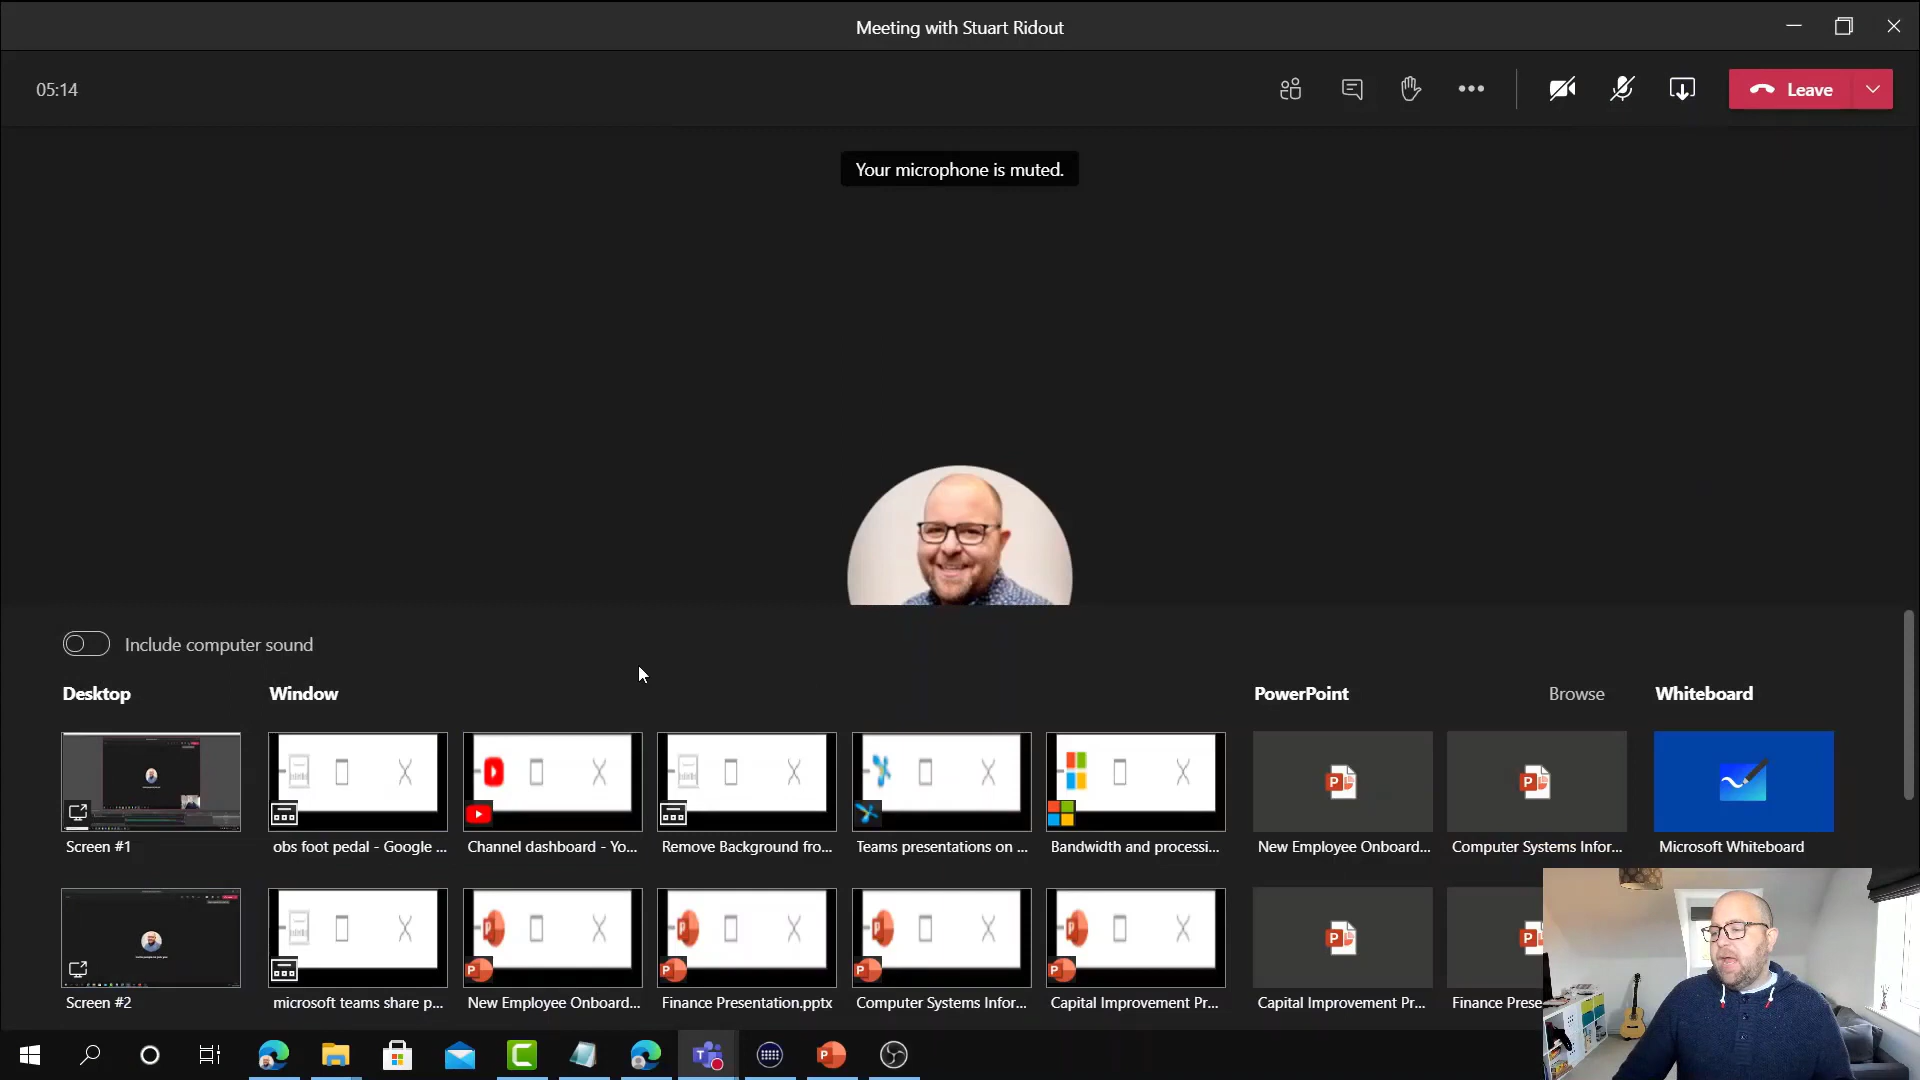 Meeting with Stuart Ridout
05:14
Leave
Your microphone is muted.
Include computer sound
Desktop
Window
PowerPoint
Browse
Whiteboard
Screen #1
obs foot pedal - Google ...
Channel dashboard - Yo...
Remove Background fro...
Teams presentations on ...
Bandwidth and processi...
New Employee Onboard...
Computer Systems Infor...
Microsoft Whiteboard
Screen #2
microsoft teams share p...
New Employee Onboard...
Finance Presentation.pptx
Computer Systems Infor...
Capital Improvement Pr...
Capital Improvement Pr...
Finance Prese